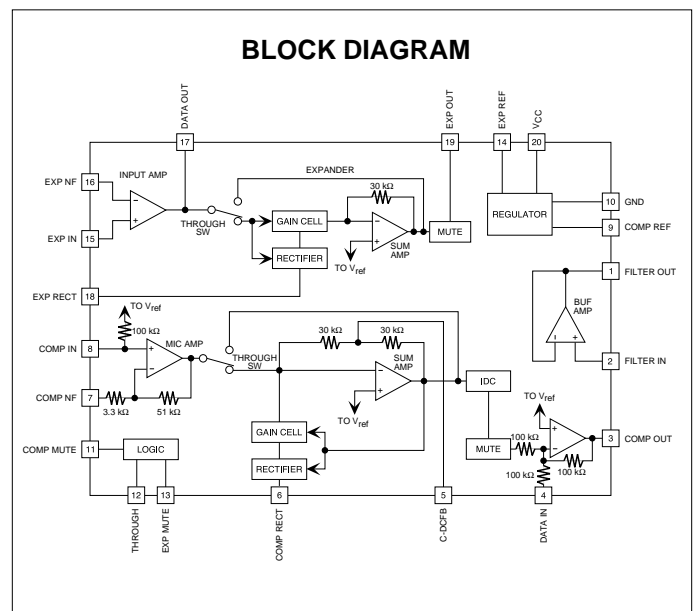 BLOCK DIAGRAM
DATA OUT
EXP OUT
EXP REF
VCC
17
19
14
20
INPUT AMP
EXPANDER
EXP NF
16
−
+
30 kΩ
EXP IN
15
THROUGH
SW
GAIN CELL
−
+
SUM
AMP
MUTE
REGULATOR
10
GND
9
COMP REF
RECTIFIER
TO Vref
1
FILTER OUT
EXP RECT
18
TO Vref
BUF
AMP
100 kΩ
MIC AMP
30 kΩ
30 kΩ
−
+
COMP IN
8
+
−
THROUGH
SW
SUM
AMP
2
FILTER IN
−
+
IDC
COMP NF
7
3.3 kΩ
51 kΩ
TO Vref
TO Vref
GAIN CELL
+
−
3
COMP OUT
COMP MUTE
11
LOGIC
MUTE
100 kΩ
RECTIFIER
100 kΩ
100 kΩ
12
13
6
5
4
THROUGH
EXP MUTE
COMP RECT
C-DCFB
DATA IN